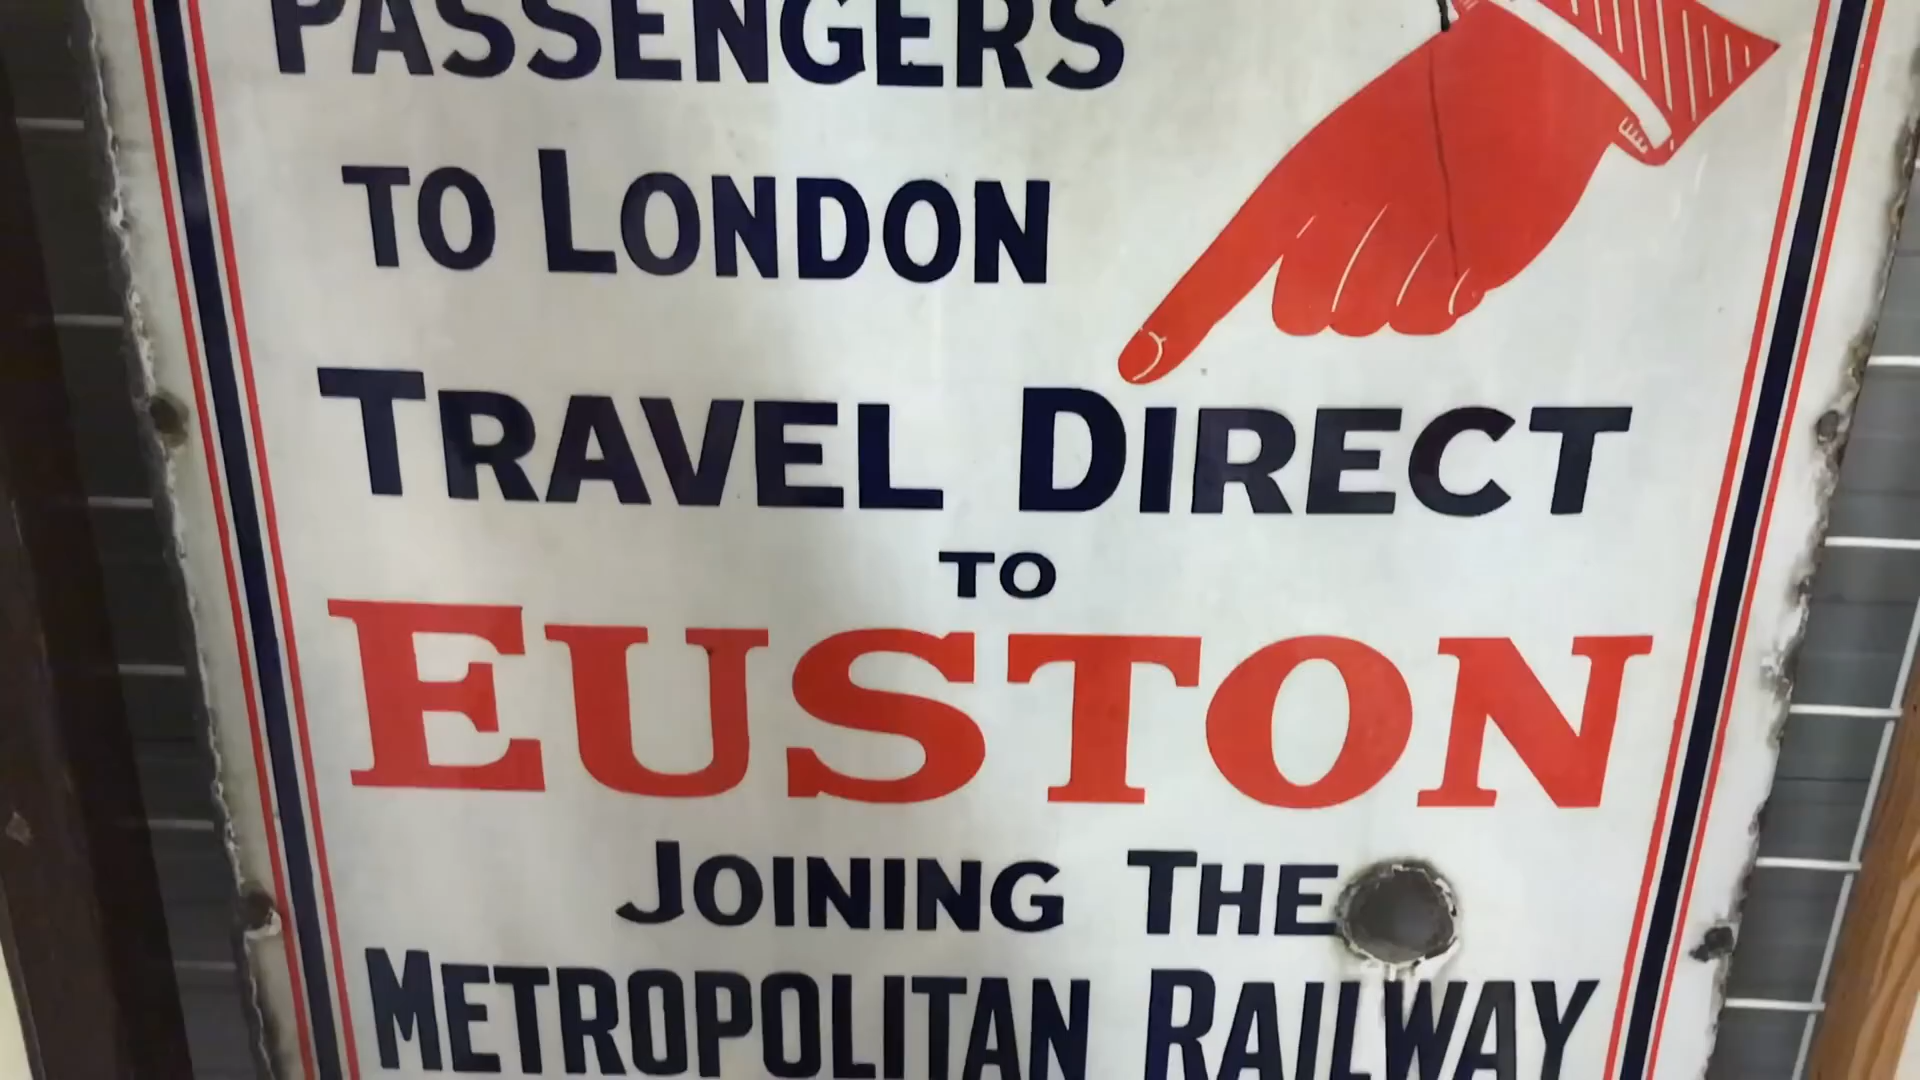 PASSENGERS
TO LONDON
TRAVEL DIRECT
TO
EUSTON
JOINING THE
METROPOLITAN RAILWAY